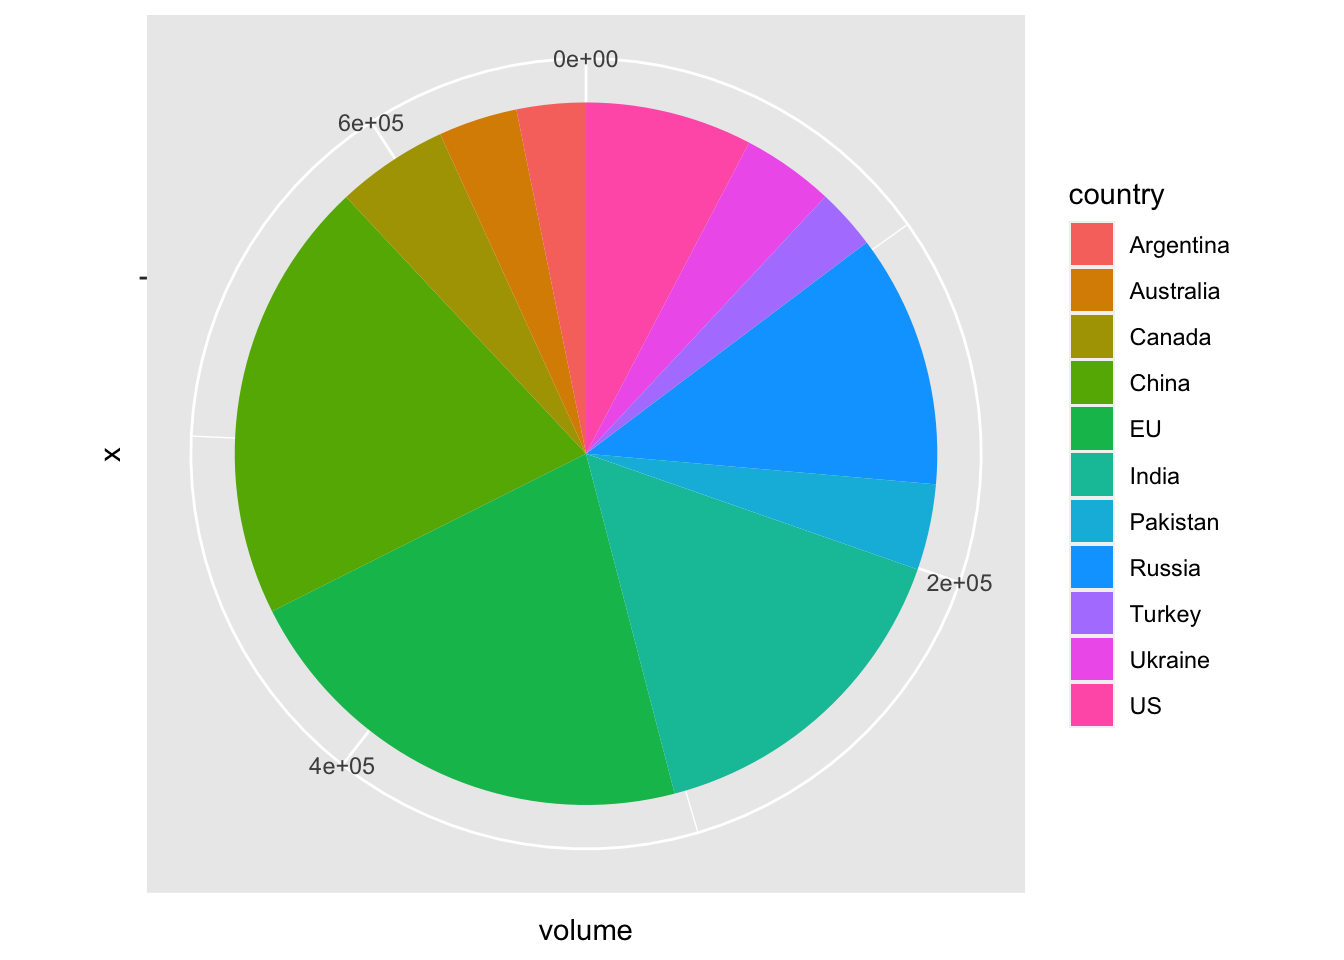 0e+00
6e+05
2e+05
4e+05
x
volume
country
Argentina
Australia
Canada
China
EU
India
Pakistan
Russia
Turkey
Ukraine
US